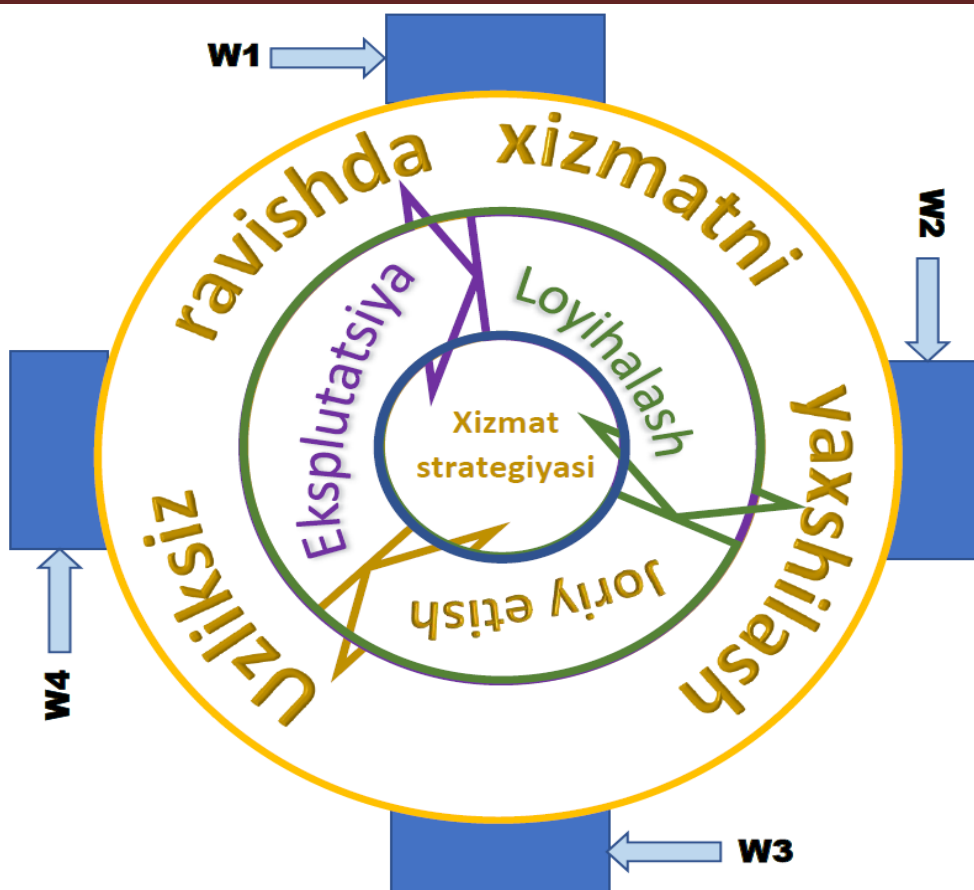 W1
W2
W3
W4
Uzliksiz ravishda xizmatni yaxshilash
Eksplutatsiya
Loyihalash
Joriy etish
Xizmat
strategiyasi